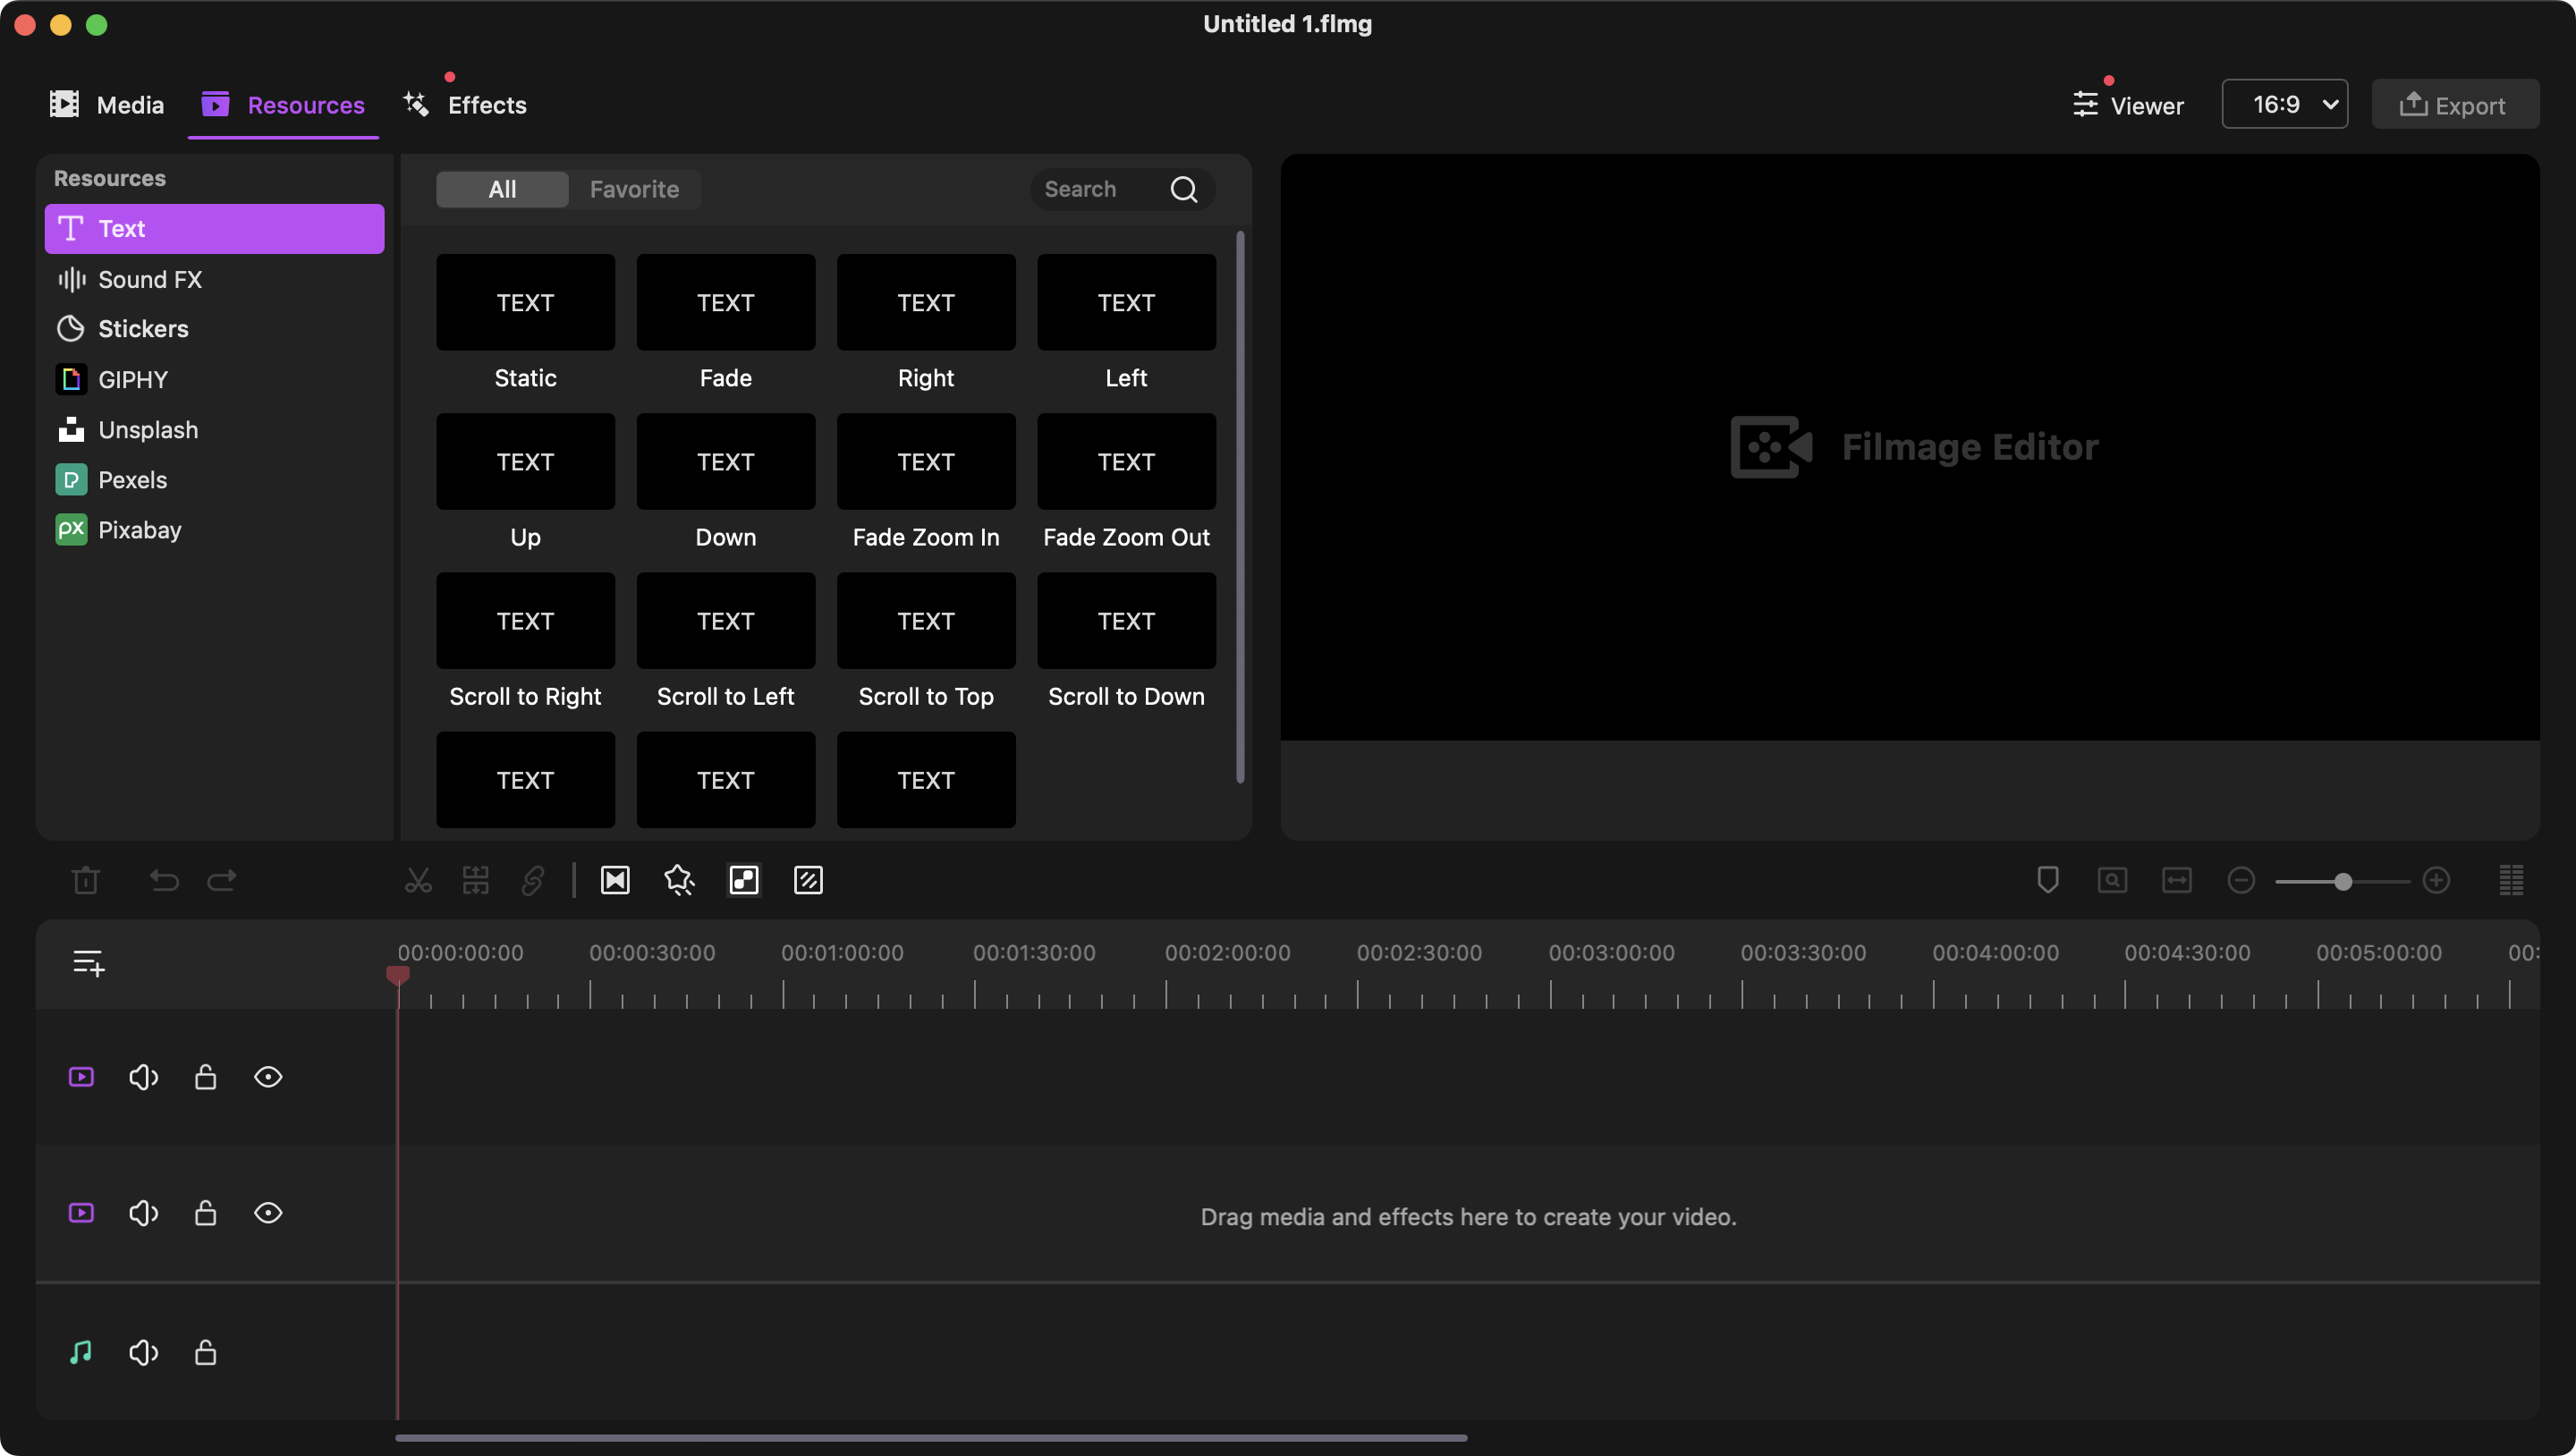 Untitled 1.flmg
Media
Resources
Effects
Viewer
16:9
Export
Resources
Text
Sound FX
Stickers
GIPHY
Unsplash
Pexels
Pixabay
All
Favorite
Search
TEXT TEXT TEXT TEXT
Static Fade Right Left
TEXT TEXT TEXT TEXT
Up Down Fade Zoom In Fade Zoom Out
TEXT TEXT TEXT TEXT
Scroll to Right Scroll to Left Scroll to Top Scroll to Down
TEXT TEXT TEXT
Filmage Editor
00:00:00:00 00:00:30:00 00:01:00:00 00:01:30:00 00:02:00:00 00:02:30:00 00:03:00:00 00:03:30:00 00:04:00:00 00:04:30:00 00:05:00:00 00:
Drag media and effects here to create your video.